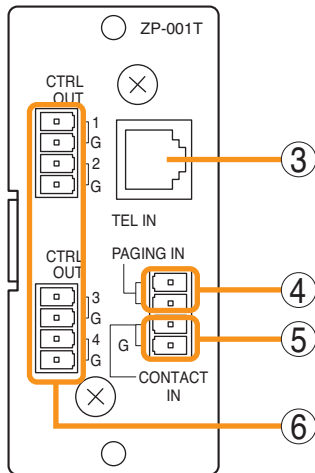 ZP-001T
CTRL
OUT
1
G
2
G
3
TEL IN
PAGING IN
CTRL
OUT
3
G
4
G
4
G
5
CONTACT
IN
6